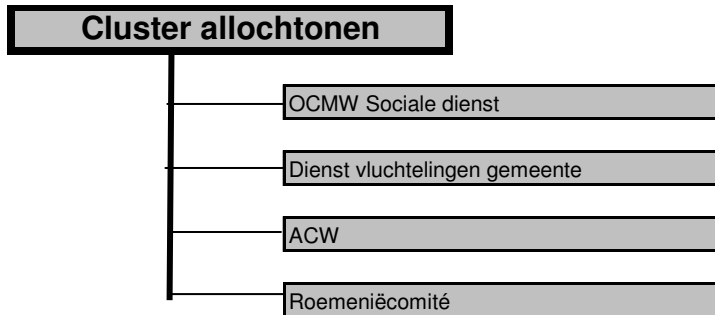 Cluster allochtonen
OCMW Sociale dienst
Dienst vluchtelingen gemeente
ACW
Roemeniëcomité